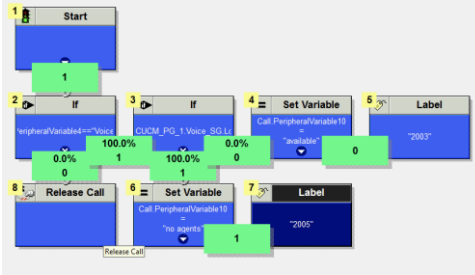 1
Start
1
2
If
PeripheralVariable4=="Voice
0.0%
0
100.0%
1
3
If
CUCM_PG_1.Voice_SG.Lo
100.0%
1
0.0%
0
4
Set Variable
Call.PeripheralVariable10
=
"available"
0
5
Label
"2003"
8
Release Call
Release Call
6
Set Variable
Call.PeripheralVariable10
=
"no agents"
1
7
Label
"2005"